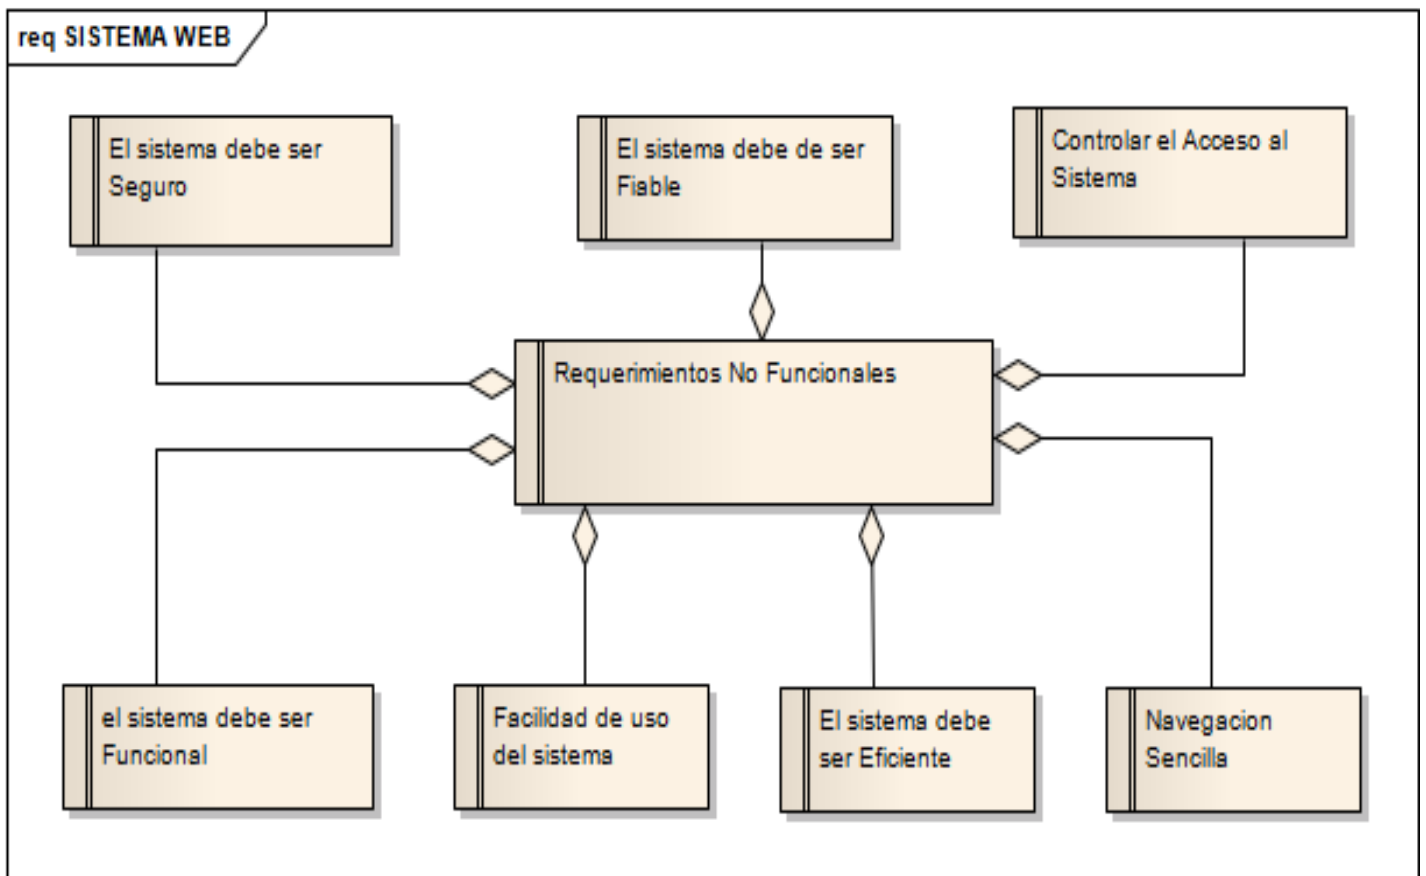 req SISTEMA WEB
El sistema debe ser
Seguro
El sistema debe de ser
Fiable
Controlar el Acceso al
Sistema
Requerimientos No Funcionales
el sistema debe ser
Funcional
Facilidad de uso
del sistema
El sistema debe
ser Eficiente
Navegacion
Sencilla